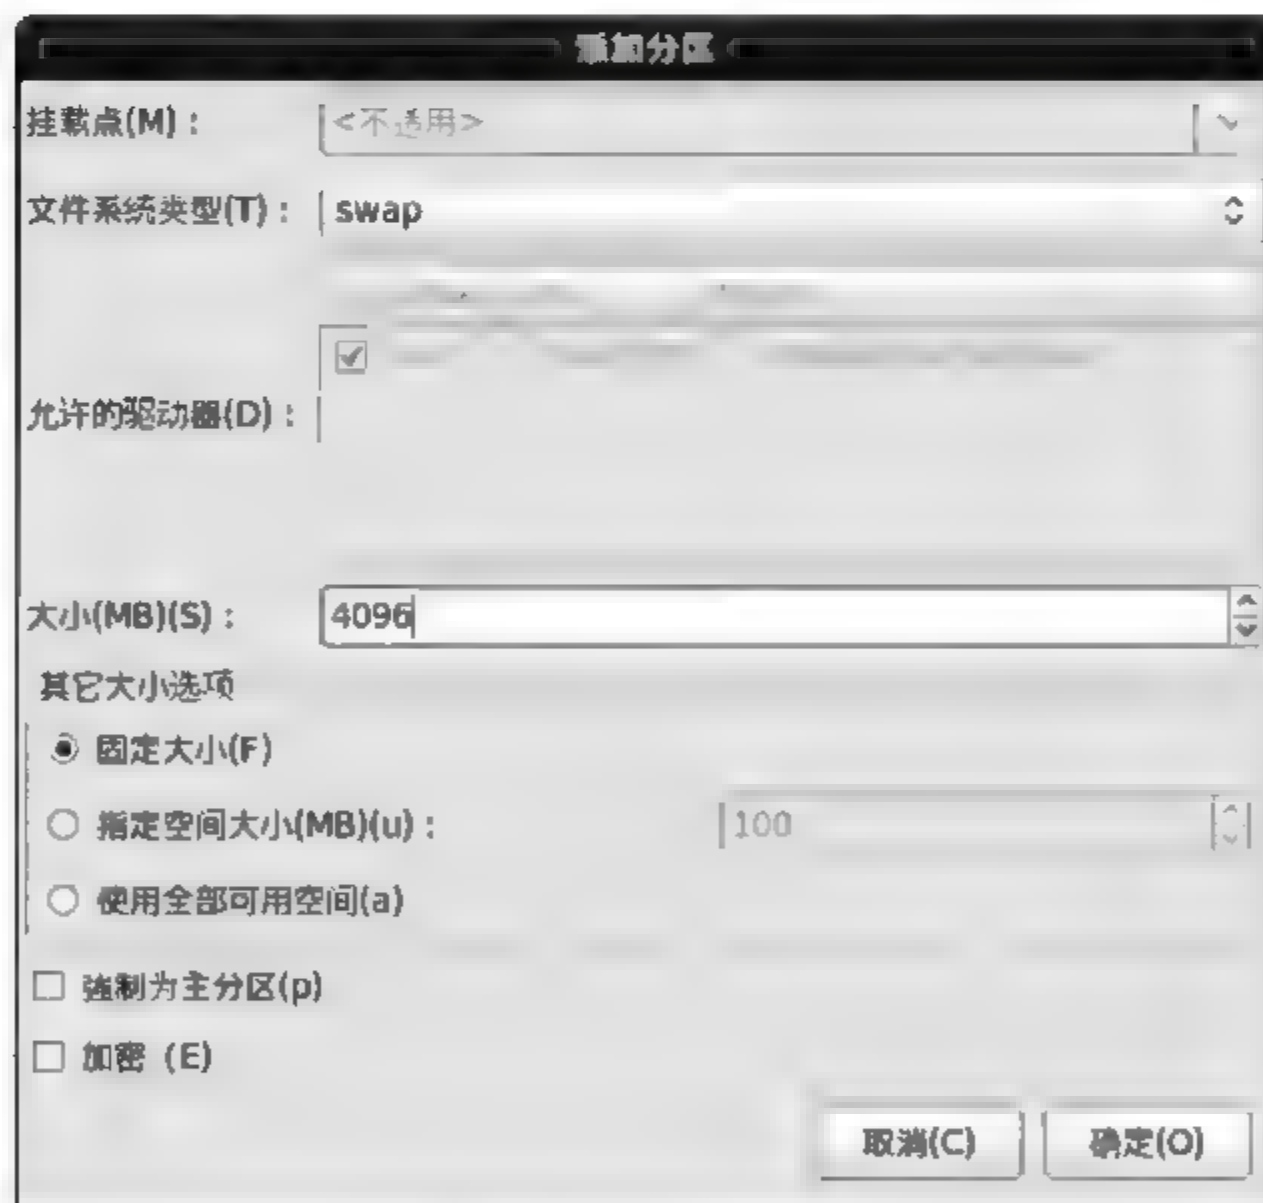 添加分区
挂载点(M)：
<不适用>
文件系统类型(T)：
swap
允许的驱动器(D)：
大小(MB)(S)：
4096
其它大小选项
固定大小(F)
指定空间大小(MB)(u)：
100
使用全部可用空间(a)
强制为主分区(p)
加密 (E)
取消(C)
确定(O)